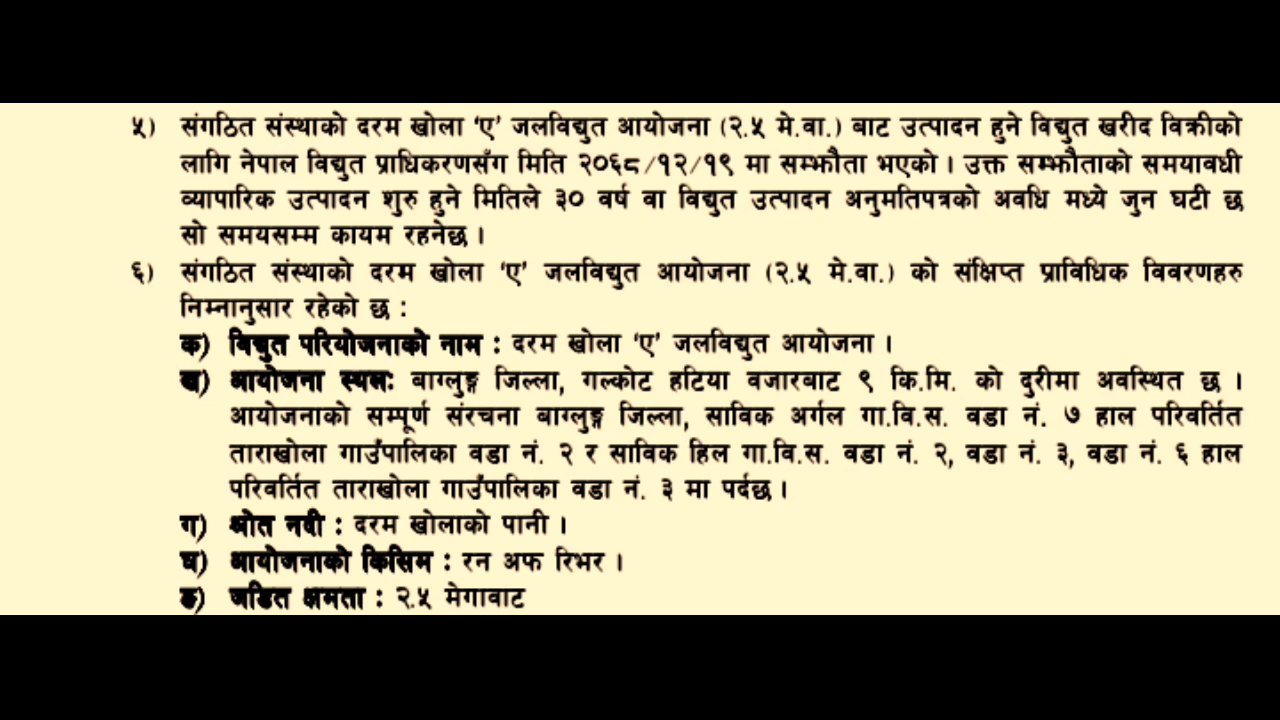 ५) संगठित संस्थाको दरम खोला ‘ए’ जलविद्युत आयोजना (२.५ मे.वा.) बाट उत्पादन हुने विद्युत खरीद विक्रीको
लागि नेपाल विद्युत प्राधिकरणसँग मिति २०६८/१२/१९ मा सम्झौता भएको । उक्त सम्झौताको समयावधी
व्यापारिक उत्पादन शुरु हुने मितिले ३० वर्ष वा विद्युत उत्पादन अनुमतिपत्रको अवधि मध्ये जुन घटी छ
सो समयसम्म कायम रहनेछ ।
६) संगठित संस्थाको दरम खोला ‘ए’ जलविद्युत आयोजना (२.५ मे.वा.) को संक्षिप्त प्राविधिक विवरणहरु
निम्नानुसार रहेको छ :
क) विद्युत परियोजनाको नाम : दरम खोला ‘ए’ जलविद्युत आयोजना ।
ख) आयोजना स्थल: बाग्लुङ्ग जिल्ला, गल्कोट हटिया वजारबाट ९ कि.मि. को दुरीमा अवस्थित छ ।
आयोजनाको सम्पूर्ण संरचना बाग्लुङ्ग जिल्ला, साविक अर्गल गा.वि.स. वडा नं. ७ हाल परिवर्तित
ताराखोला गाउँपालिका वडा नं. २ र साविक हिल गा.वि.स. वडा नं. २, वडा नं. ३, वडा नं. ६ हाल
परिवर्तित ताराखोला गाउँपालिका वडा नं. ३ मा पर्दछ ।
ग) श्रोत नदी : दरम खोलाको पानी ।
घ) आयोजनाको किसिम : रन अफ रिभर ।
ङ) जडित क्षमता : २.५ मेगावाट